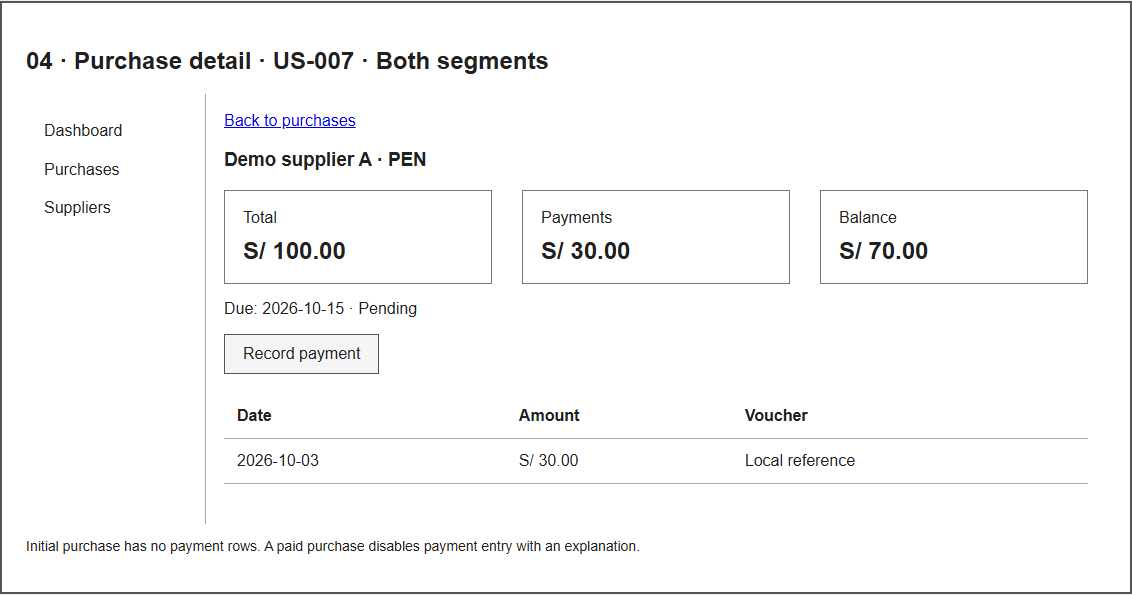 04 · Purchase detail · US-007 · Both segments
Dashboard
Purchases
Suppliers
Back to purchases
Demo supplier A · PEN
Total
S/ 100.00
Payments
S/ 30.00
Balance
S/ 70.00
Due: 2026-10-15 · Pending
Record payment
Date Amount Voucher
2026-10-03 S/ 30.00 Local reference
Initial purchase has no payment rows. A paid purchase disables payment entry with an explanation.